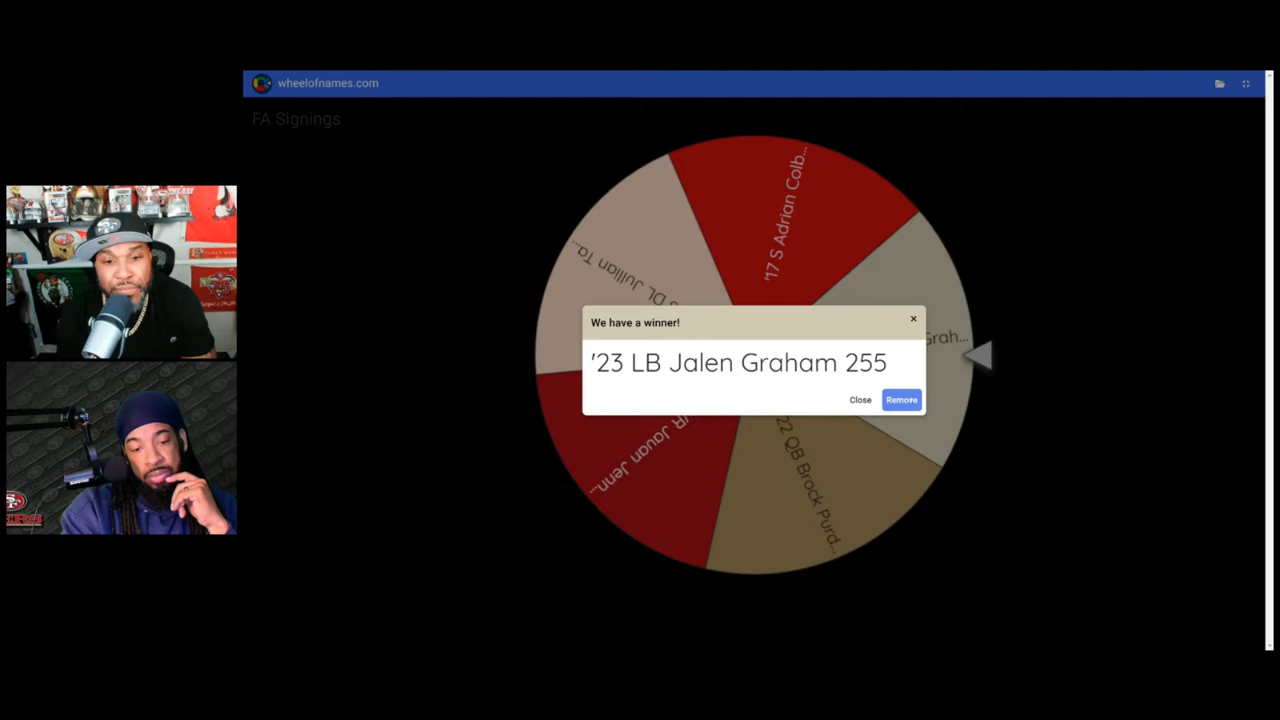 wheelofnames.com
FA Signings
'17 S Adrian Colb...
DL Jullian Ta...
Grah...
We have a winner!
×
'23 LB Jalen Graham 255
Close
Remove
Jauan Jenn...
22 QB Brock Purd...